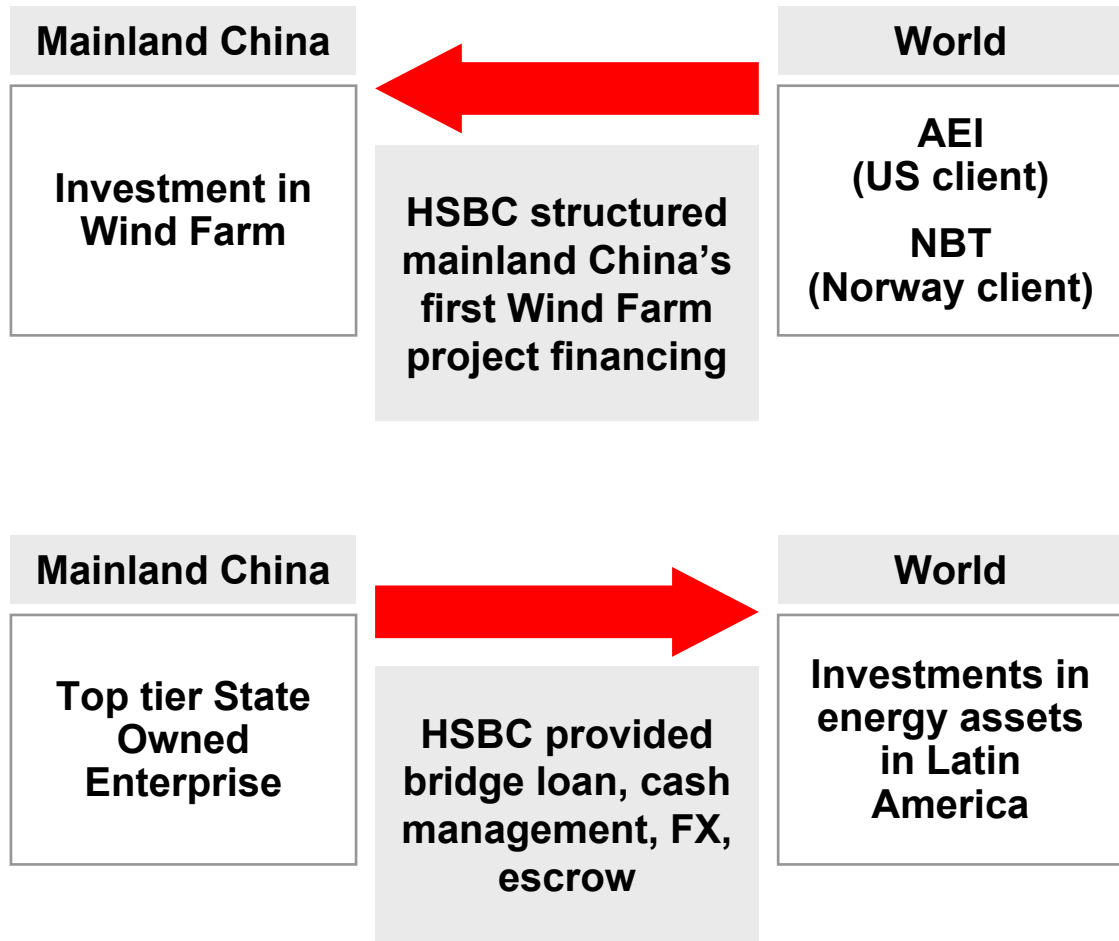 Mainland China
World
Investment in
Wind Farm
HSBC structured
mainland China’s
first Wind Farm
project financing
AEI
(US client)
NBT
(Norway client)
Mainland China
World
Top tier State
Owned
Enterprise
HSBC provided
bridge loan, cash
management, FX,
escrow
Investments in
energy assets
in Latin
America